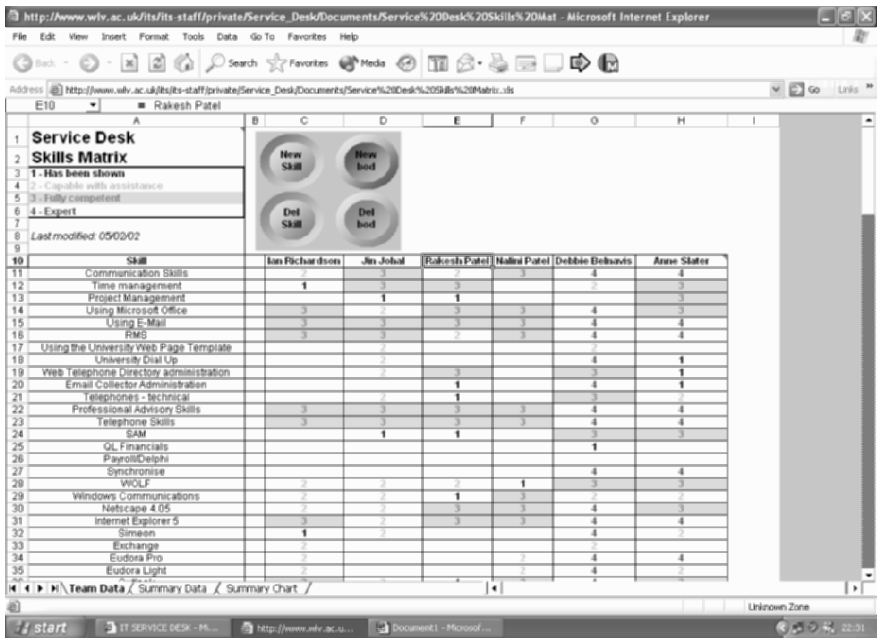 http://www.wlv.ac.uk/its/its-staff/private/Service_Desk/Documents/Service%20Desk%20Skills%20Mat - Microsoft Internet Explorer
File Edit View Insert Format Tools Data Go To Favorites Help
Back Search Favorites Media
Address http://www.wlv.ac.uk/its/its-staff/private/Service_Desk/Documents/Service%20Desk%20Skills%20Matrix.xls Go Links
E10 = Rakesh Patel
A B C D E F G H I
1 Service Desk
2 Skills Matrix
3 1 - Has been shown
4 2 - Capable with assistance
5 3 - Fully competent
6 4 - Expert
7
8 Last modified: 05/02/02
9
New Skill New bod
Del Skill Del bod
10 Skill Ian Richardson Jin Johal Rakesh Patel Nalini Patel Debbie Belnavis Anne Slater
11 Communication Skills 2 3 2 3 4 4
12 Time management 1 3 3 2 3
13 Project Management 1 1 3
14 Using Microsoft Office 3 2 3 3 4 3
15 Using E-Mail 3 3 3 3 4 4
16 RMS 3 3 2 3 4 4
17 Using the University Web Page Template 2 2
18 University Dial Up 2 4 1
19 Web Telephone Directory administration 2 3 3 1
20 Email Collector Administration 1 4 1
21 Telephones - technical 2 1 3 2
22 Professional Advisory Skills 3 3 3 3 4 4
23 Telephone Skills 3 3 3 3 4 4
24 SAM 1 1 3 3
25 QL Financials 1
26 Payroll/Delphi
27 Synchronise 4 4
28 WOLF 2 2 2 1 3 3
29 Windows Communications 2 2 1 3 2 2
30 Netscape 4.05 2 2 3 3 4 3
31 Internet Explorer 5 3 2 3 3 4 4
32 Simeon 1 2 4 2
33 Exchange 2 2
34 Eudora Pro 2 2 4 4
35 Eudora Light 2 2 4 2
Team Data Summary Data Summary Chart
Unknown Zone
start IT SERVICE DESK - M... http://www.wlv.ac.u... Document1 - Microsof... 22:31